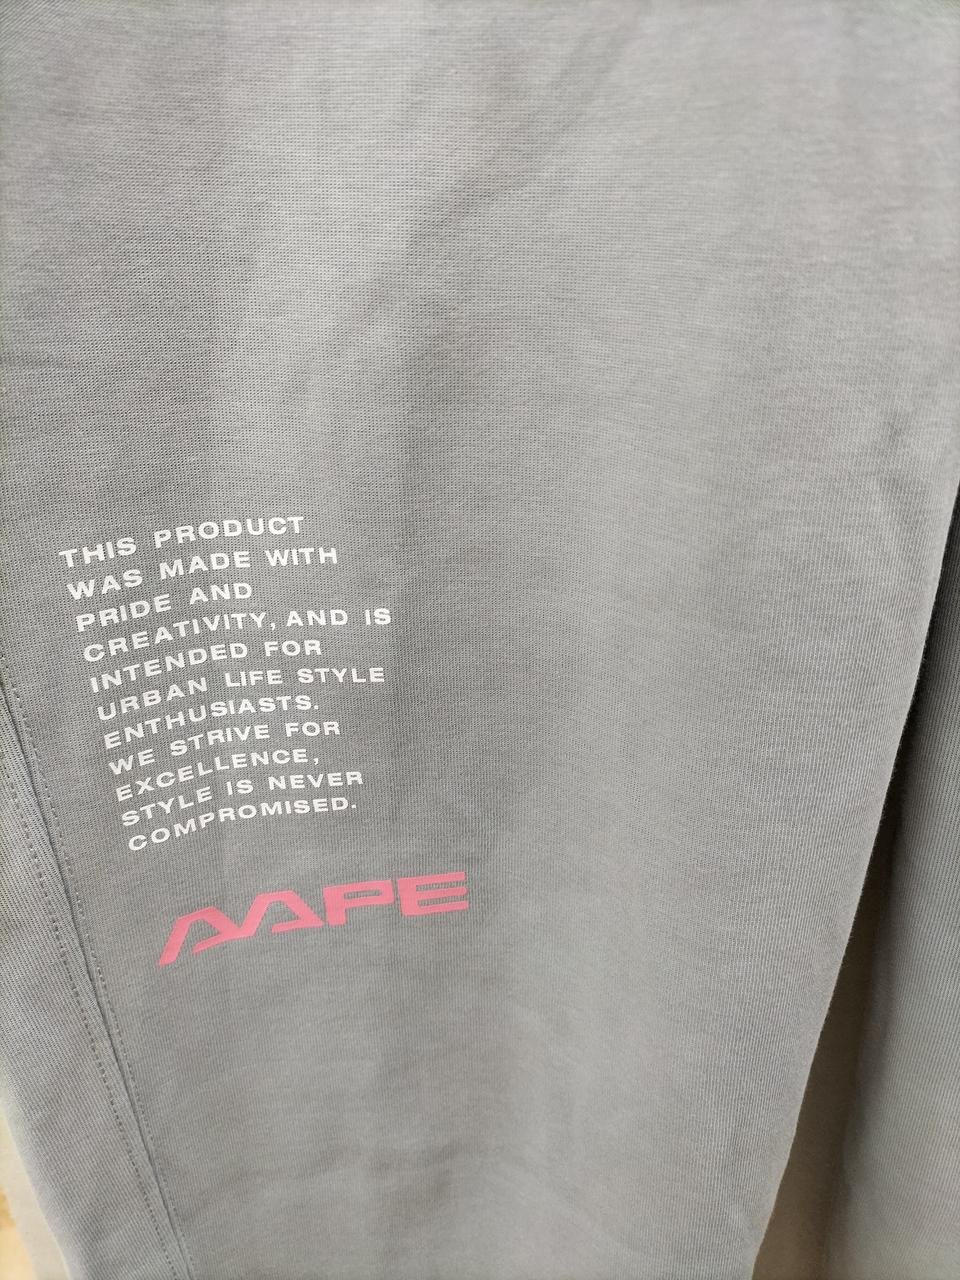 THIS PRODUCT
WAS MADE WITH
PRIDE AND
CREATIVITY, AND IS
INTENDED FOR
URBAN LIFE STYLE
ENTHUSIASTS.
WE STRIVE FOR
EXCELLENCE,
STYLE IS NEVER
COMPROMISED.
AAPE